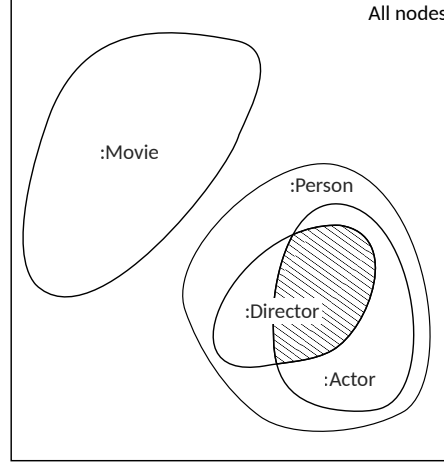 All nodes
:Movie
:Person
:Director
:Actor